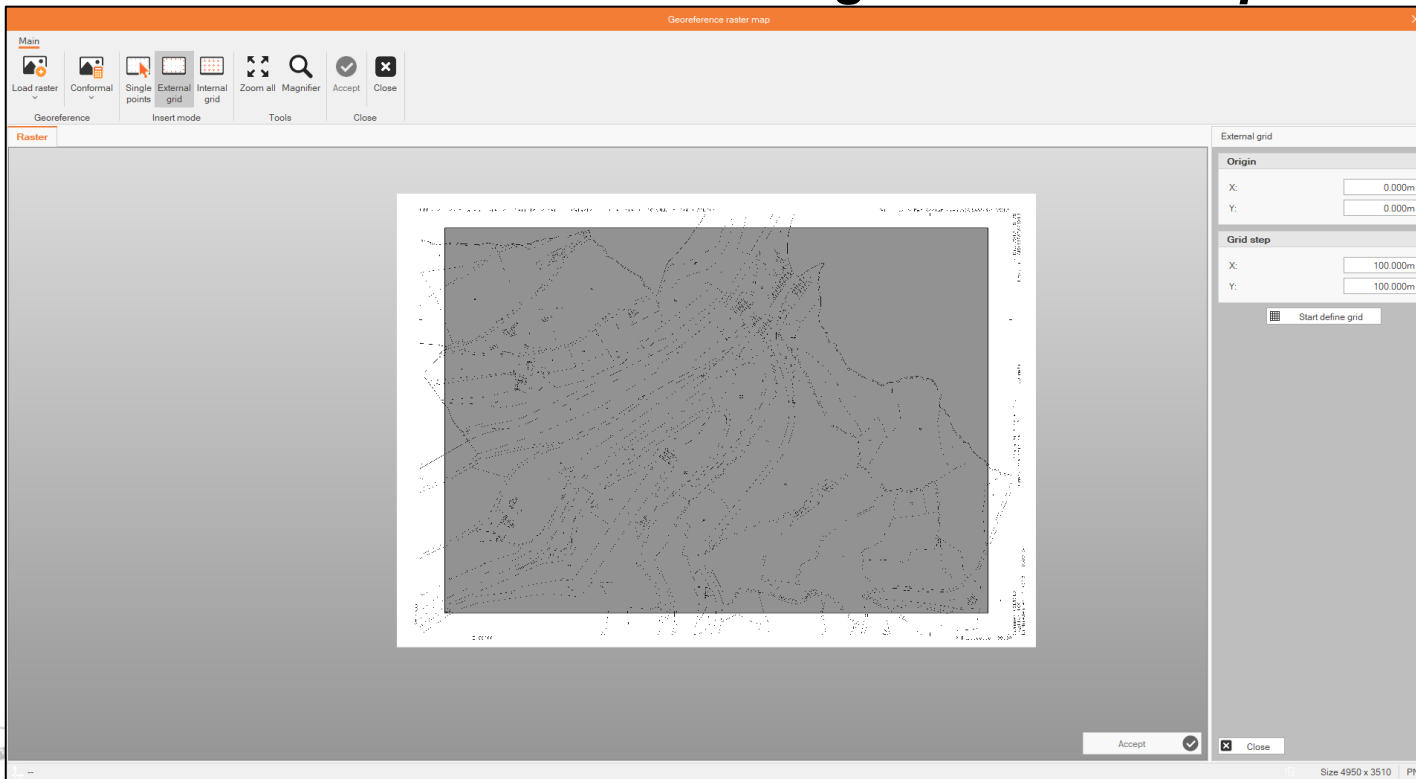 Georeference raster map
Main
Load raster
Conformal
Single points
External grid
Internal grid
Zoom all
Magnifier
Accept
Close
Georeference
Insert mode
Tools
Close
Raster
External grid
Origin
X: 0.000m
Y: 0.000m
Grid step
X: 100.000m
Y: 100.000m
Start define grid
Accept
Close
--
Size 4950 x 3510